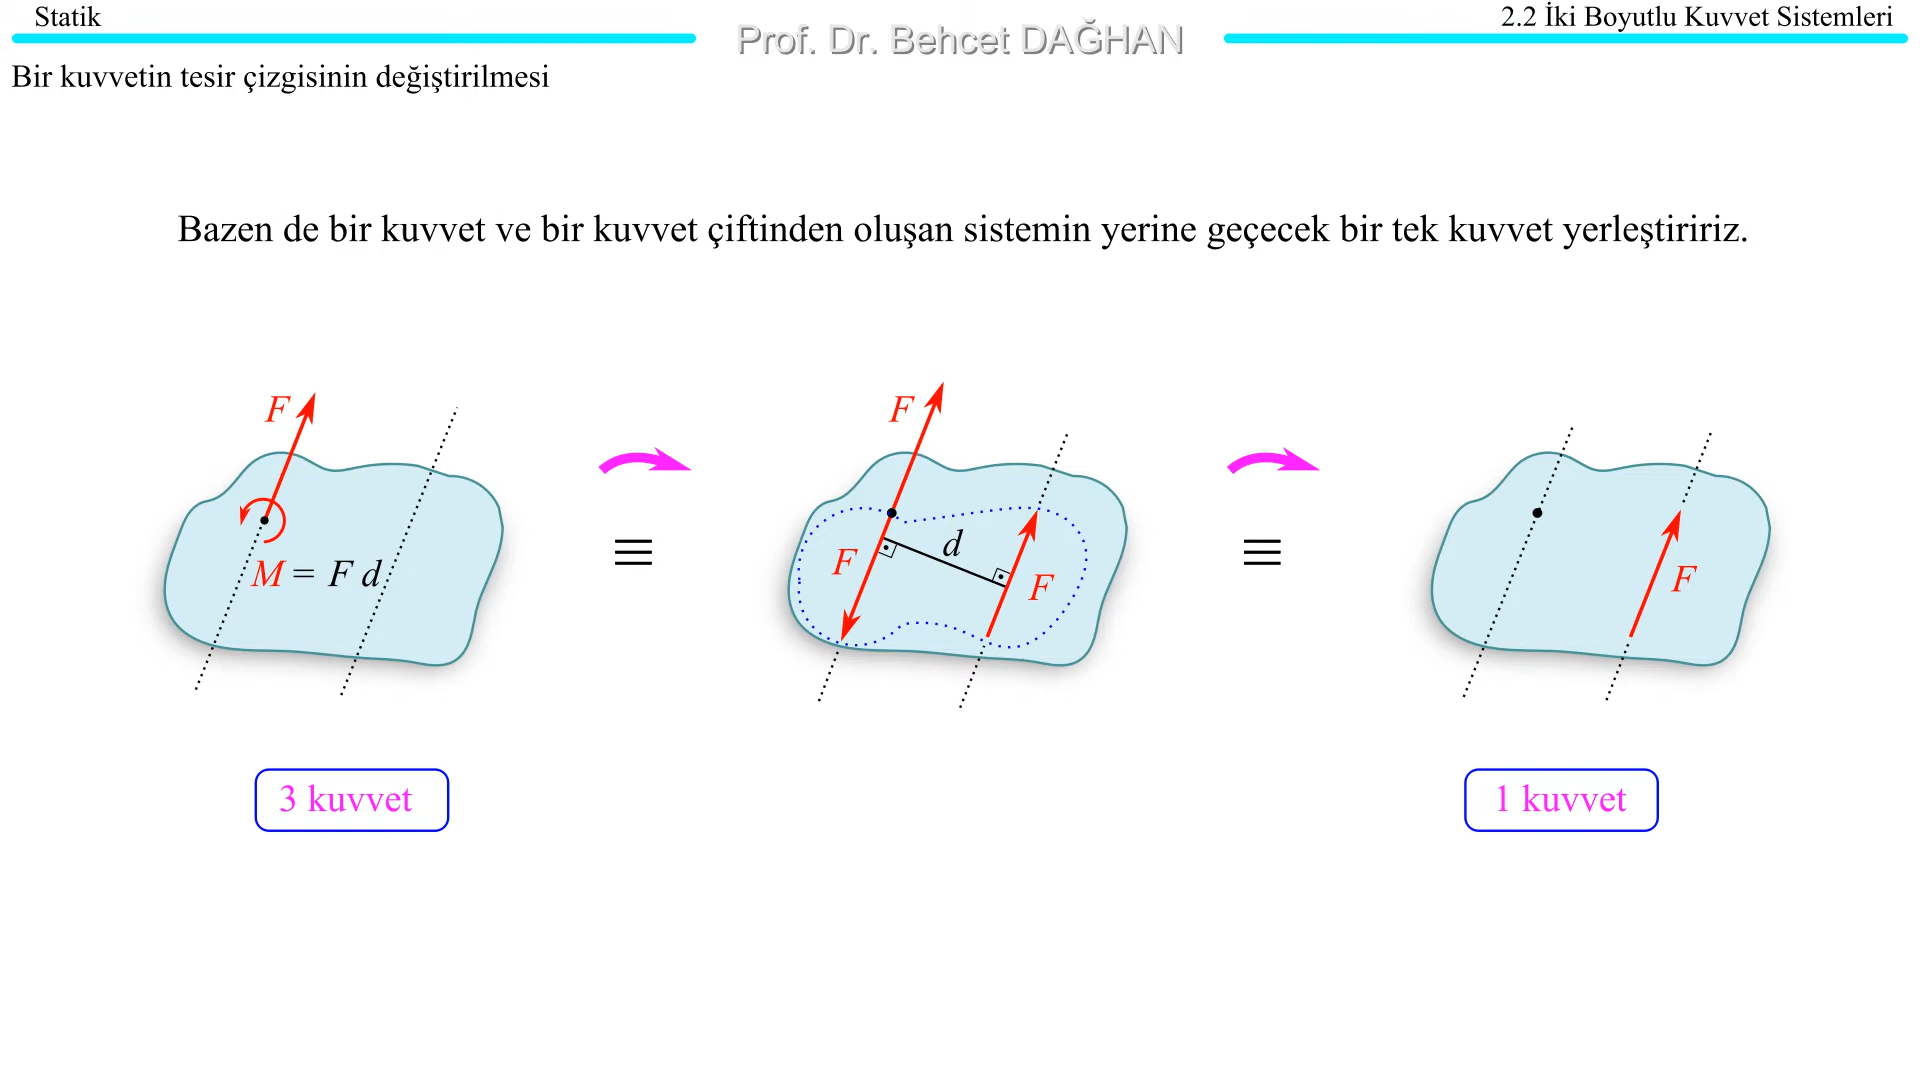 Statik
2.2 İki Boyutlu Kuvvet Sistemleri
Prof. Dr. Behcet DAĞHAN
Bir kuvvetin tesir çizgisinin değiştirilmesi
Bazen de bir kuvvet ve bir kuvvet çiftinden oluşan sistemin yerine geçecek bir tek kuvvet yerleştiririz.
F
M = F d
≡
F
d
F
F
≡
F
3 kuvvet
1 kuvvet